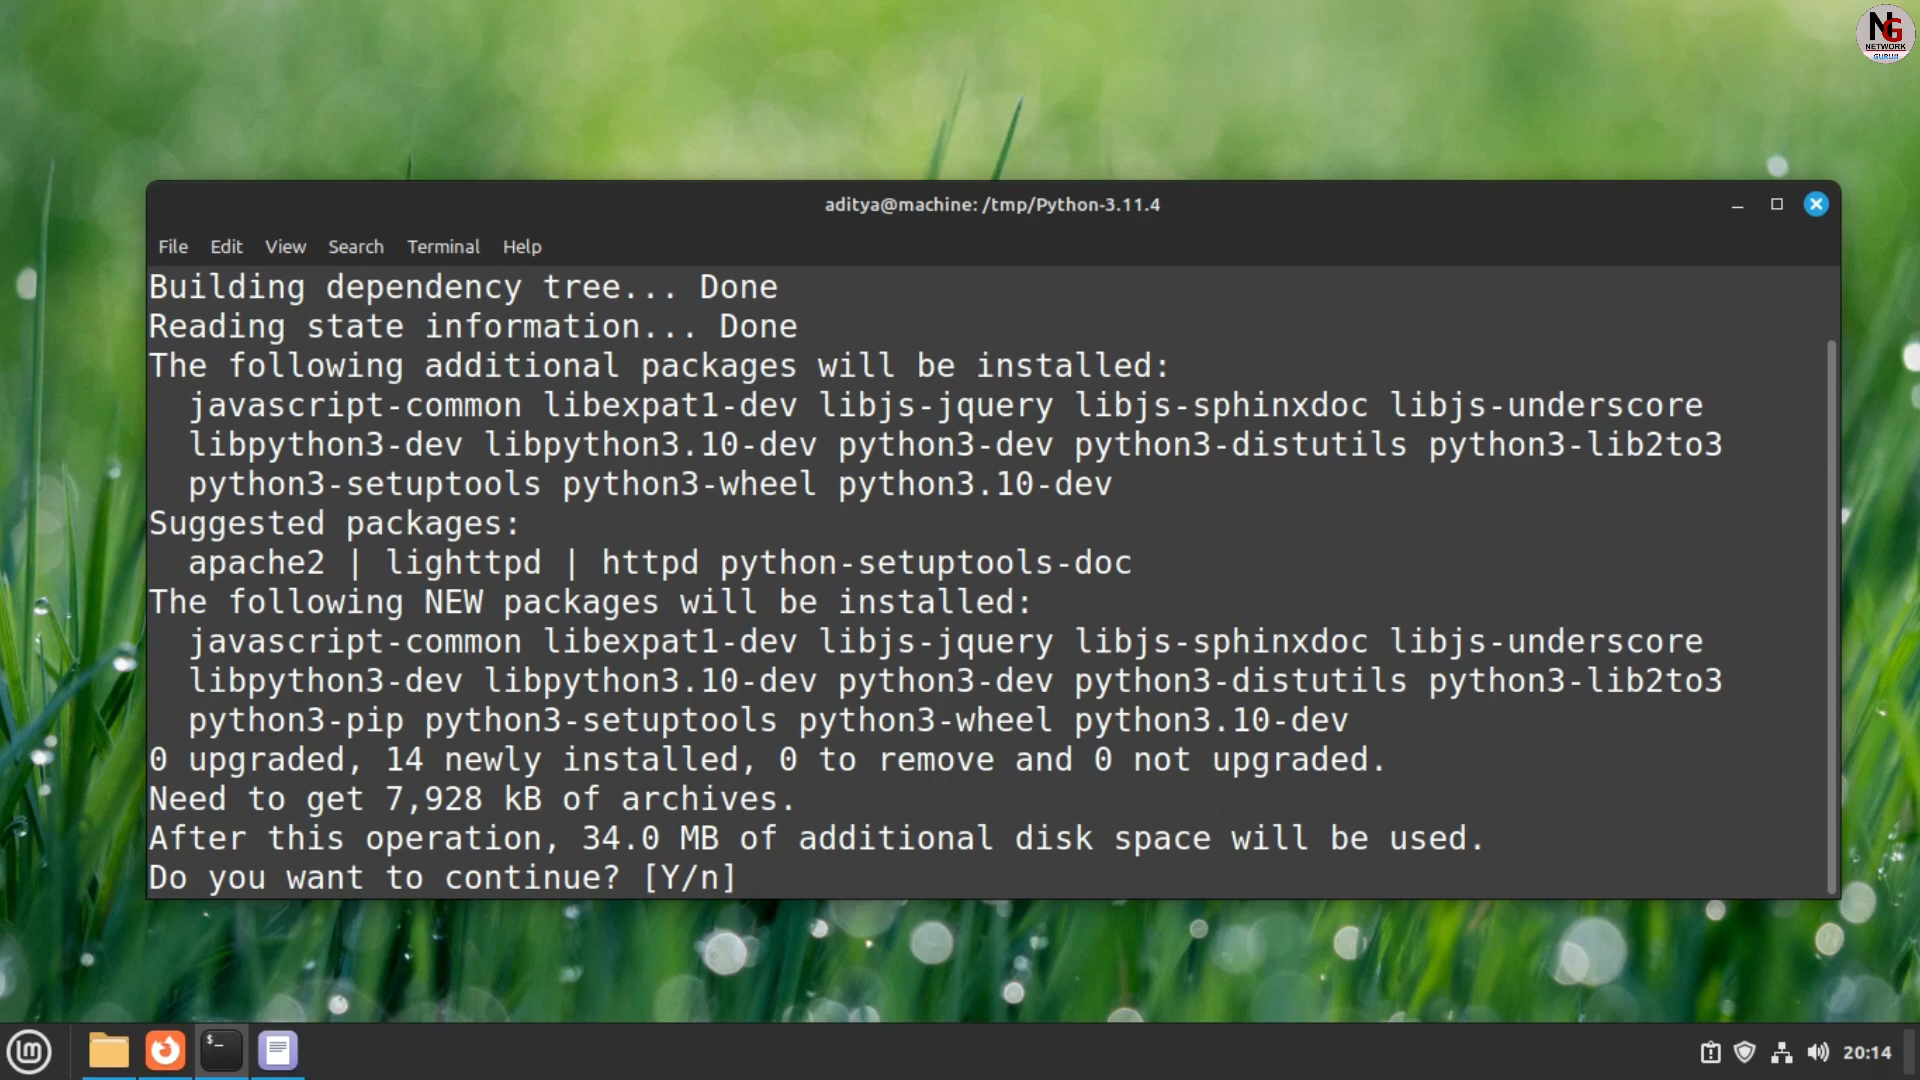 NG
NETWORK
GURUJI
aditya@machine: /tmp/Python-3.11.4
File Edit View Search Terminal Help
Building dependency tree... Done
Reading state information... Done
The following additional packages will be installed:
  javascript-common libexpat1-dev libjs-jquery libjs-sphinxdoc libjs-underscore
  libpython3-dev libpython3.10-dev python3-dev python3-distutils python3-lib2to3
  python3-setuptools python3-wheel python3.10-dev
Suggested packages:
  apache2 | lighttpd | httpd python-setuptools-doc
The following NEW packages will be installed:
  javascript-common libexpat1-dev libjs-jquery libjs-sphinxdoc libjs-underscore
  libpython3-dev libpython3.10-dev python3-dev python3-distutils python3-lib2to3
  python3-pip python3-setuptools python3-wheel python3.10-dev
0 upgraded, 14 newly installed, 0 to remove and 0 not upgraded.
Need to get 7,928 kB of archives.
After this operation, 34.0 MB of additional disk space will be used.
Do you want to continue? [Y/n]
$_
20:14